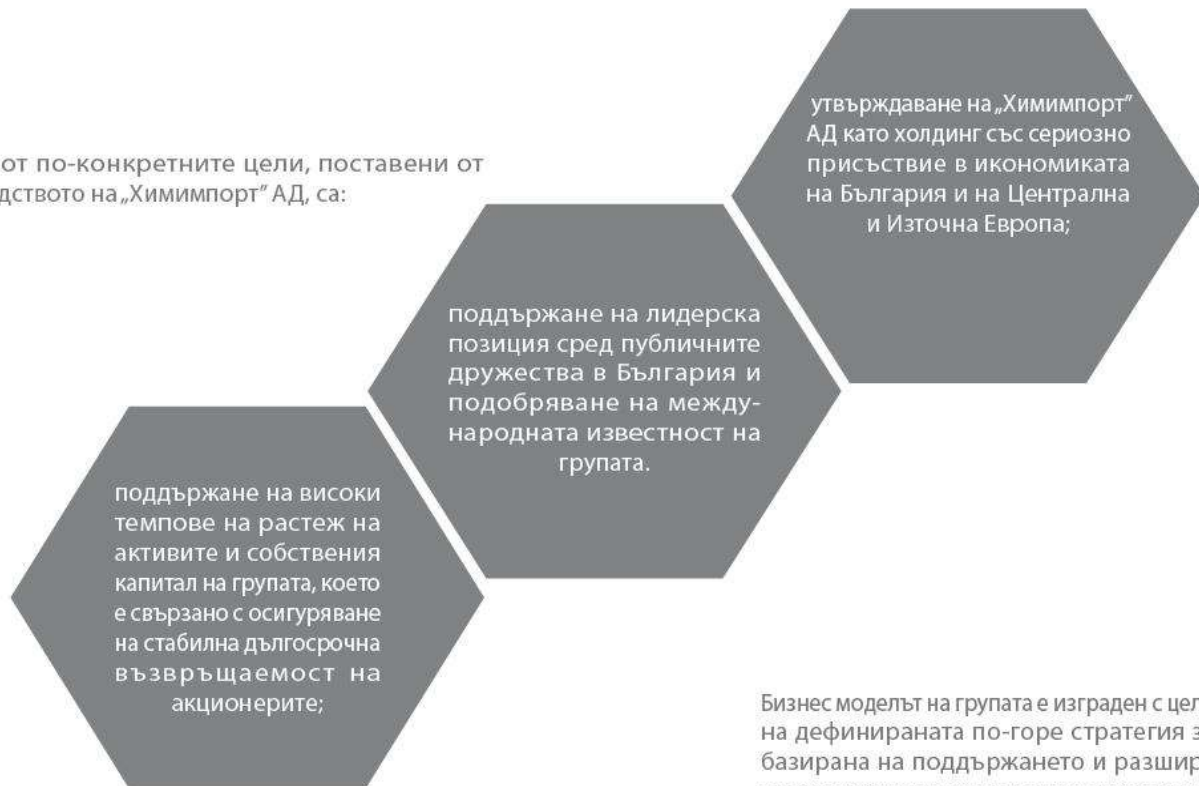 от по-конкретните цели, поставени от
дството на „Химимпорт” АД, са:
утвърждаване на „Химимпорт”
АД като холдинг със сериозно
присъствие в икономиката
на България и на Централна
и Източна Европа;
поддържане на лидерска
позиция сред публичните
дружества в България и
подобряване на между-
народната известност на
групата.
поддържане на високи
темпове на растеж на
активите и собствения
капитал на групата, което
е свързано с осигуряване
на стабилна дългосрочна
възвръщаемост на
акционерите;
Бизнес моделът на групата е изграден с цел
на дефинираната по-горе стратегия з
базирана на поддържането и разшир